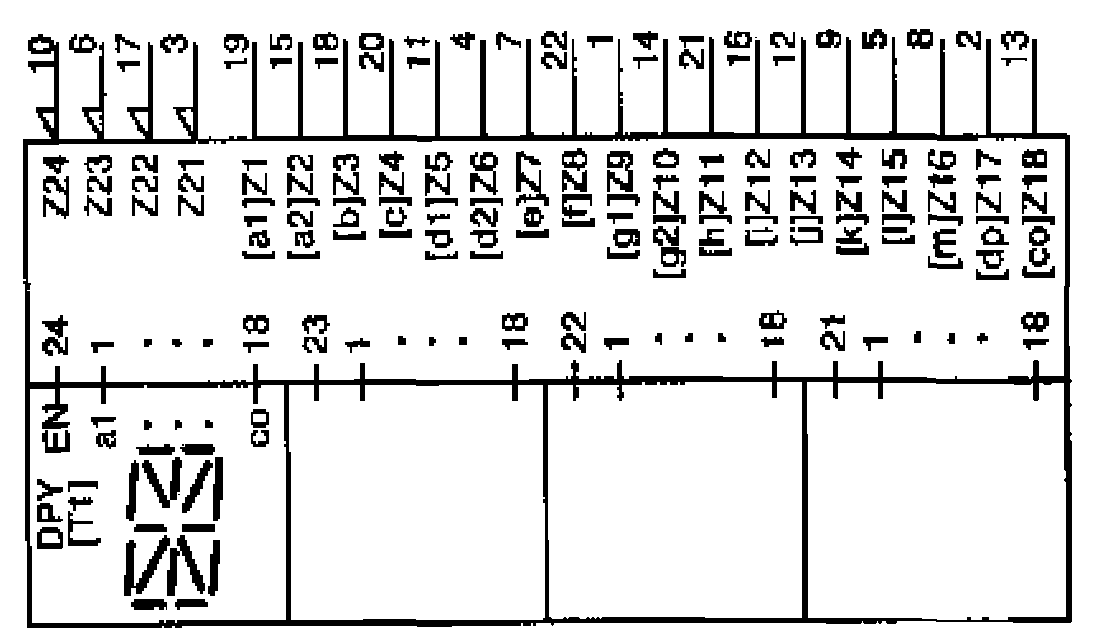 DPY EN 24 Z24 10
[T1] a1 1 Z23 6
· · Z22 17
· · Z21 3
· ·
co 18 [a1]Z1 19
23 [a2]Z2 15
1 [b]Z3 18
· [c]Z4 20
· [d1]Z5 11
· [d2]Z6 4
18 [e]Z7 7
22 [f]Z8 22
1 [g1]Z9 1
· [g2]Z10 14
· [h]Z11 21
· [i]Z12 16
18 [j]Z13 12
21 [k]Z14 9
1 [l]Z15 5
· [m]Z16 8
· · [dp]Z17 2
18 [co]Z18 13